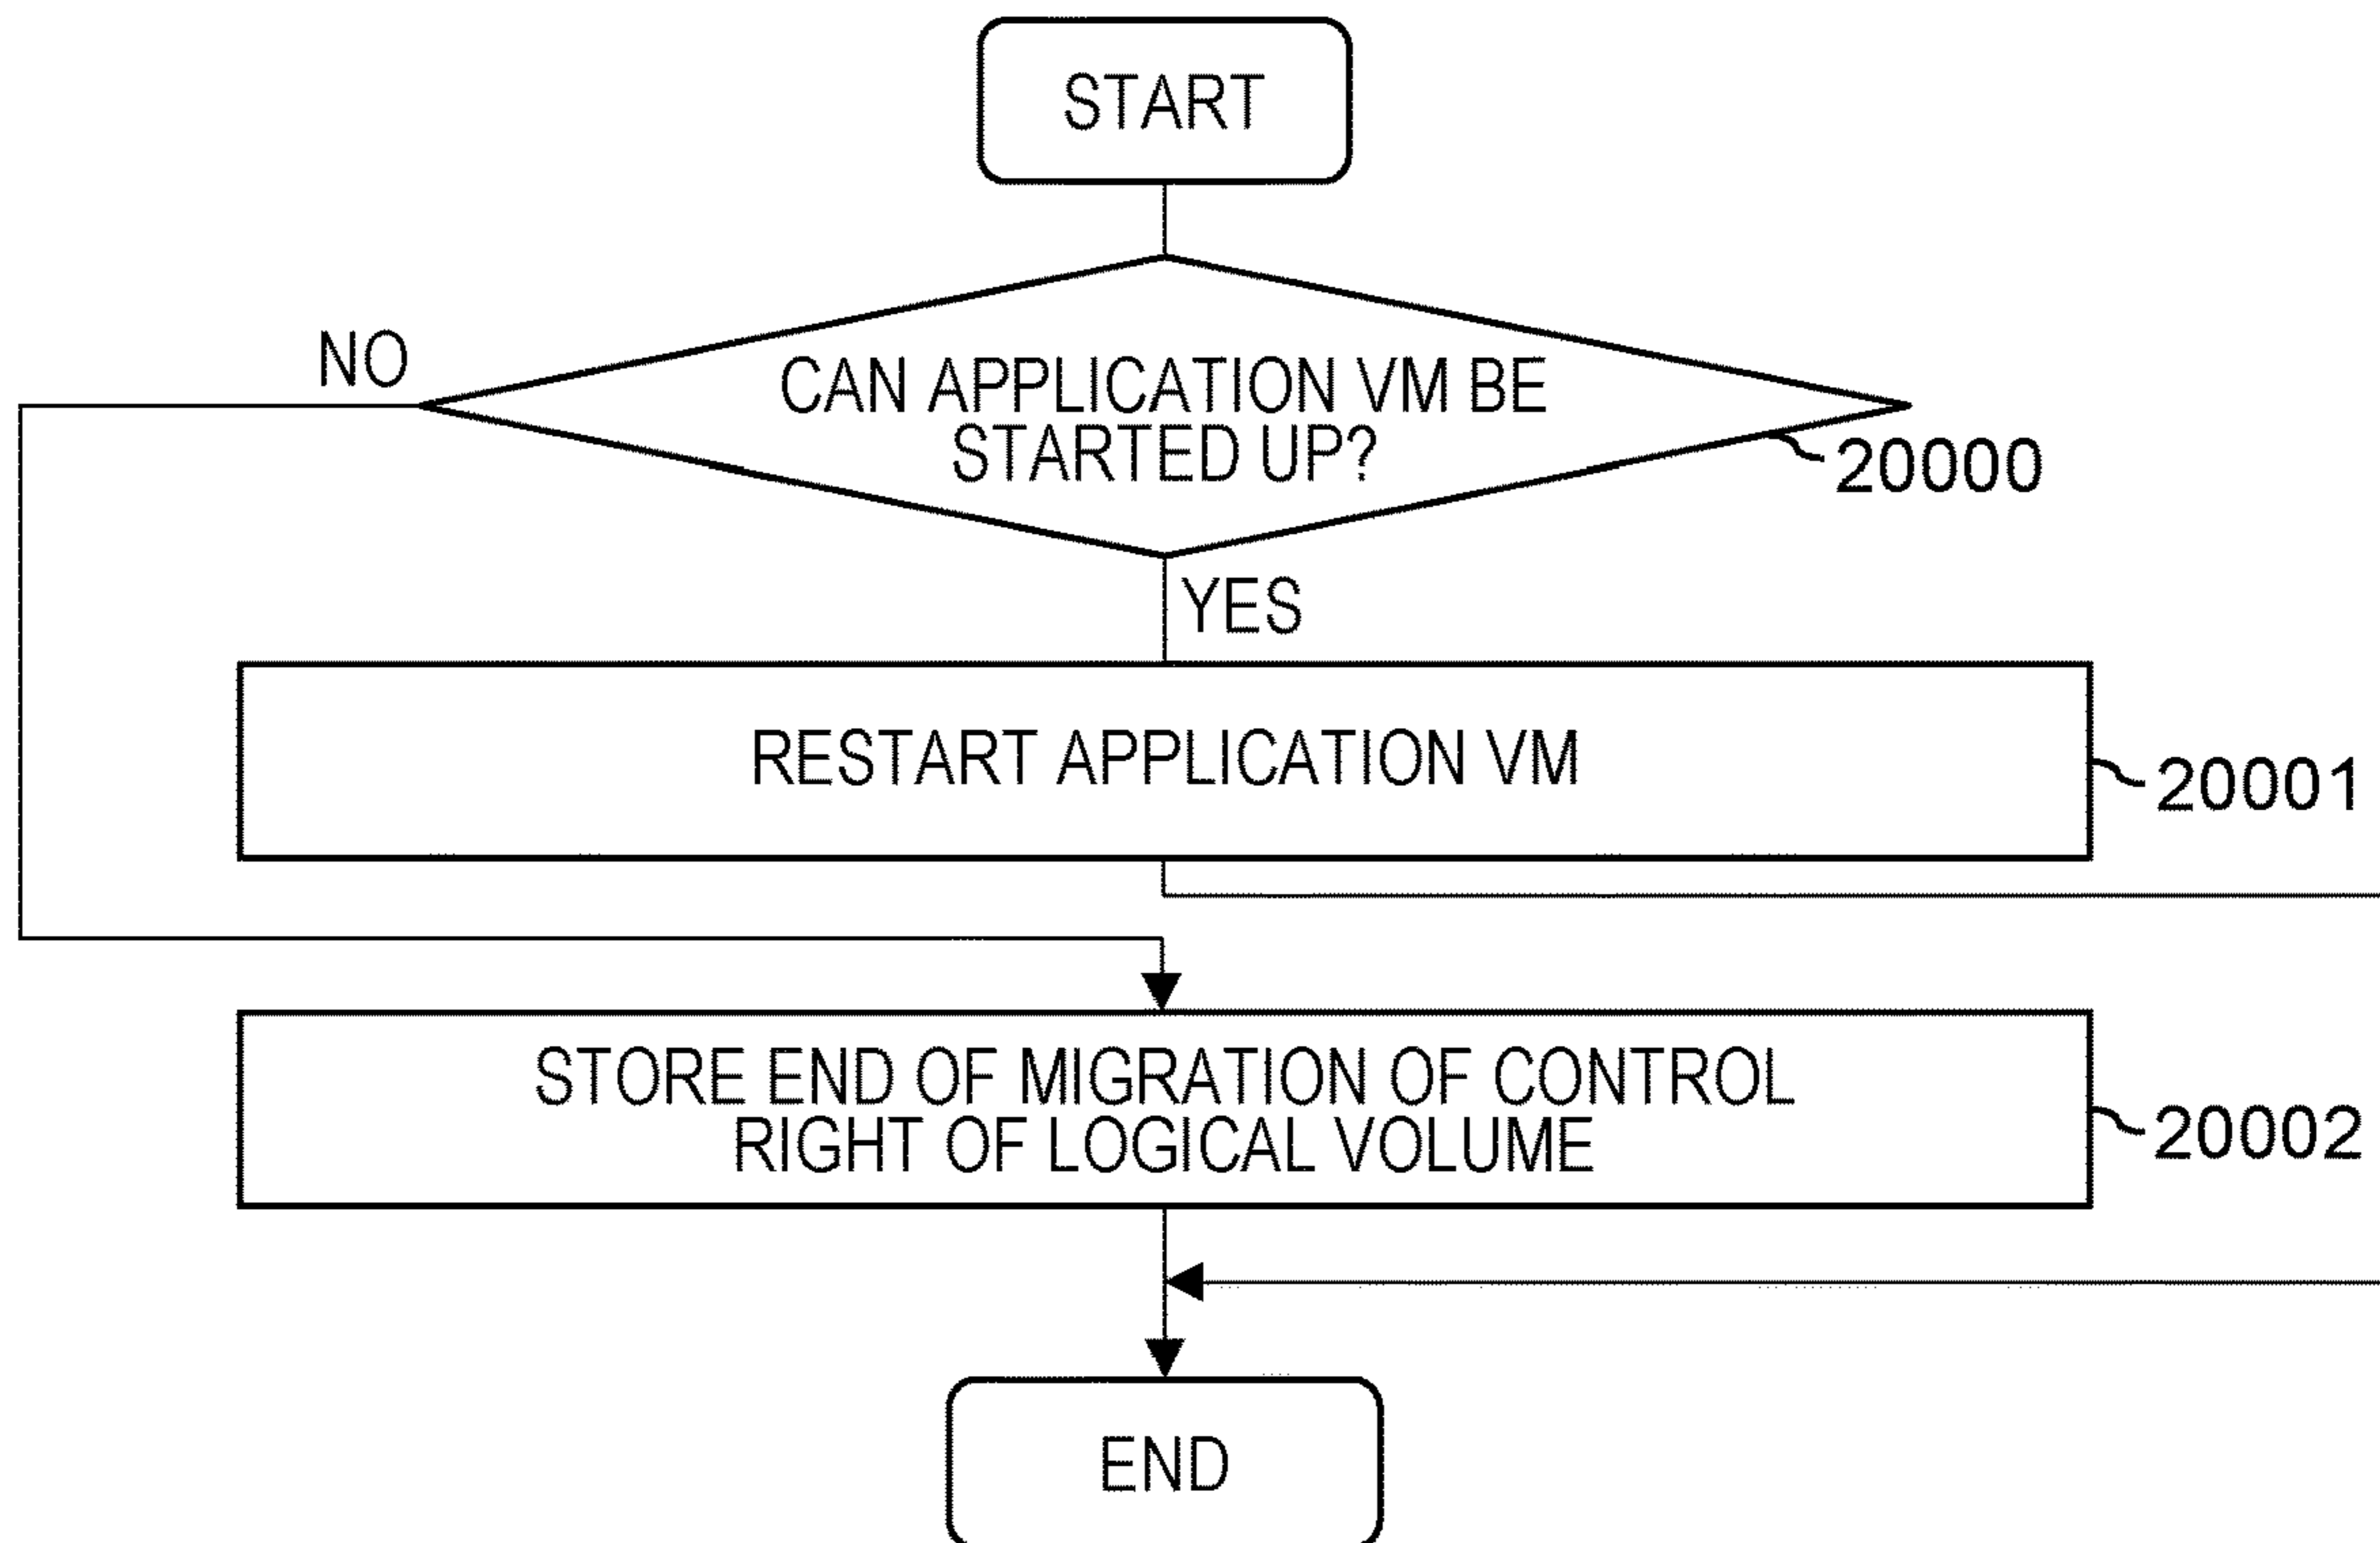 START
NO
CAN APPLICATION VM BE
STARTED UP?
20000
YES
RESTART APPLICATION VM
20001
STORE END OF MIGRATION OF CONTROL
RIGHT OF LOGICAL VOLUME
20002
END